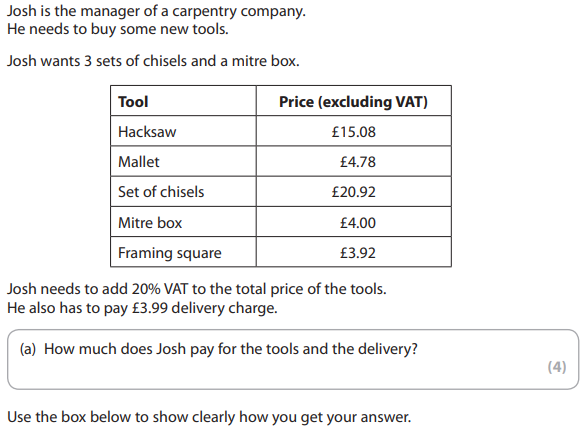 Josh is the manager of a carpentry company.
He needs to buy some new tools.
Josh wants 3 sets of chisels and a mitre box.
Tool Price (excluding VAT)
Hacksaw £15.08
Mallet £4.78
Set of chisels £20.92
Mitre box £4.00
Framing square £3.92
Josh needs to add 20% VAT to the total price of the tools.
He also has to pay £3.99 delivery charge.
(a) How much does Josh pay for the tools and the delivery?
(4)
Use the box below to show clearly how you get your answer.